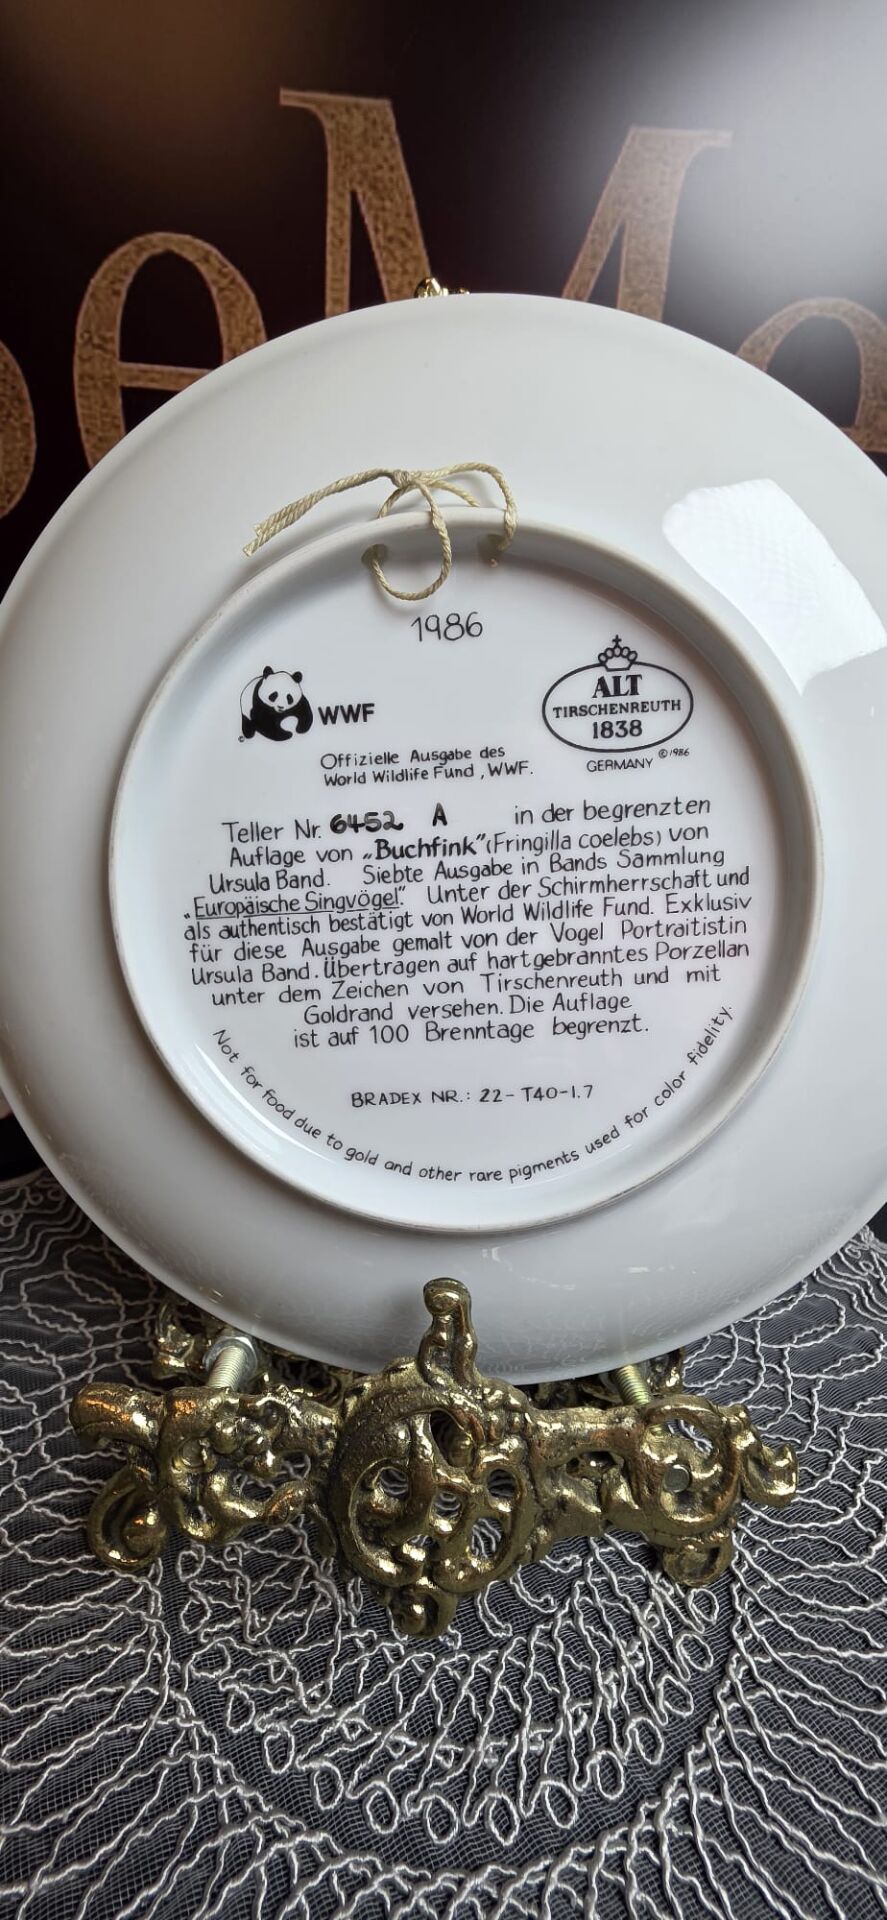 eMe
1986
WWF
ALT
TIRSCHENREUTH
1838
GERMANY © 1986
Offizielle Ausgabe des
World Wildlife Fund, WWF.
Teller Nr. 6452 A in der begrenzten
Auflage von „Buchfink" (Fringilla coelebs) von
Ursula Band. Siebte Ausgabe in Bands Sammlung
„Europäische Singvögel". Unter der Schirmherrschaft und
als authentisch bestätigt von World Wildlife Fund. Exklusiv
für diese Ausgabe gemalt von der Vogel Portraitistin
Ursula Band. Übertragen auf hartgebranntes Porzellan
unter dem Zeichen von Tirschenreuth und mit
Goldrand versehen. Die Auflage
ist auf 100 Brenntage begrenzt.
BRADEX NR.: 22-T40-1.7
Not for food due to gold and other rare pigments used for color fidelity.